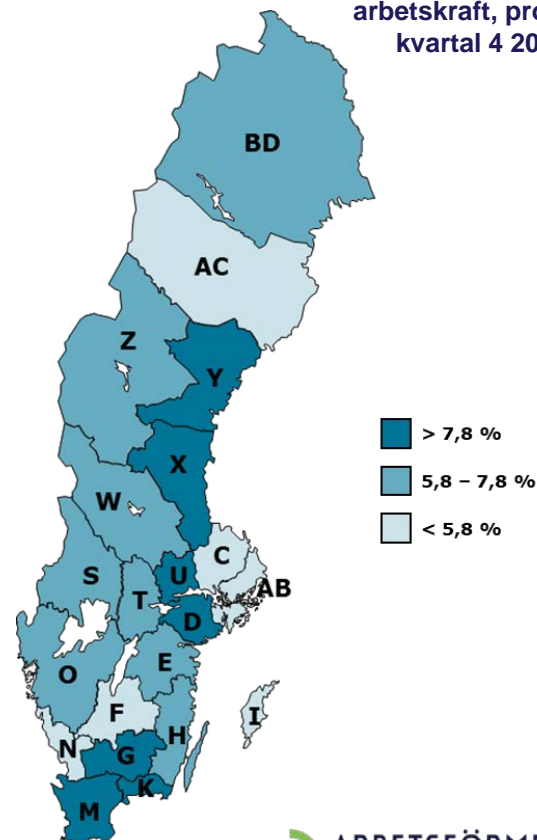 arbetskraft, pro
kvartal 4 20
BD
AC
Z
Y
> 7,8 %
X
5,8 – 7,8 %
W
< 5,8 %
C
S
U
AB
T
D
E
O
F
I
N
H
G
K
M